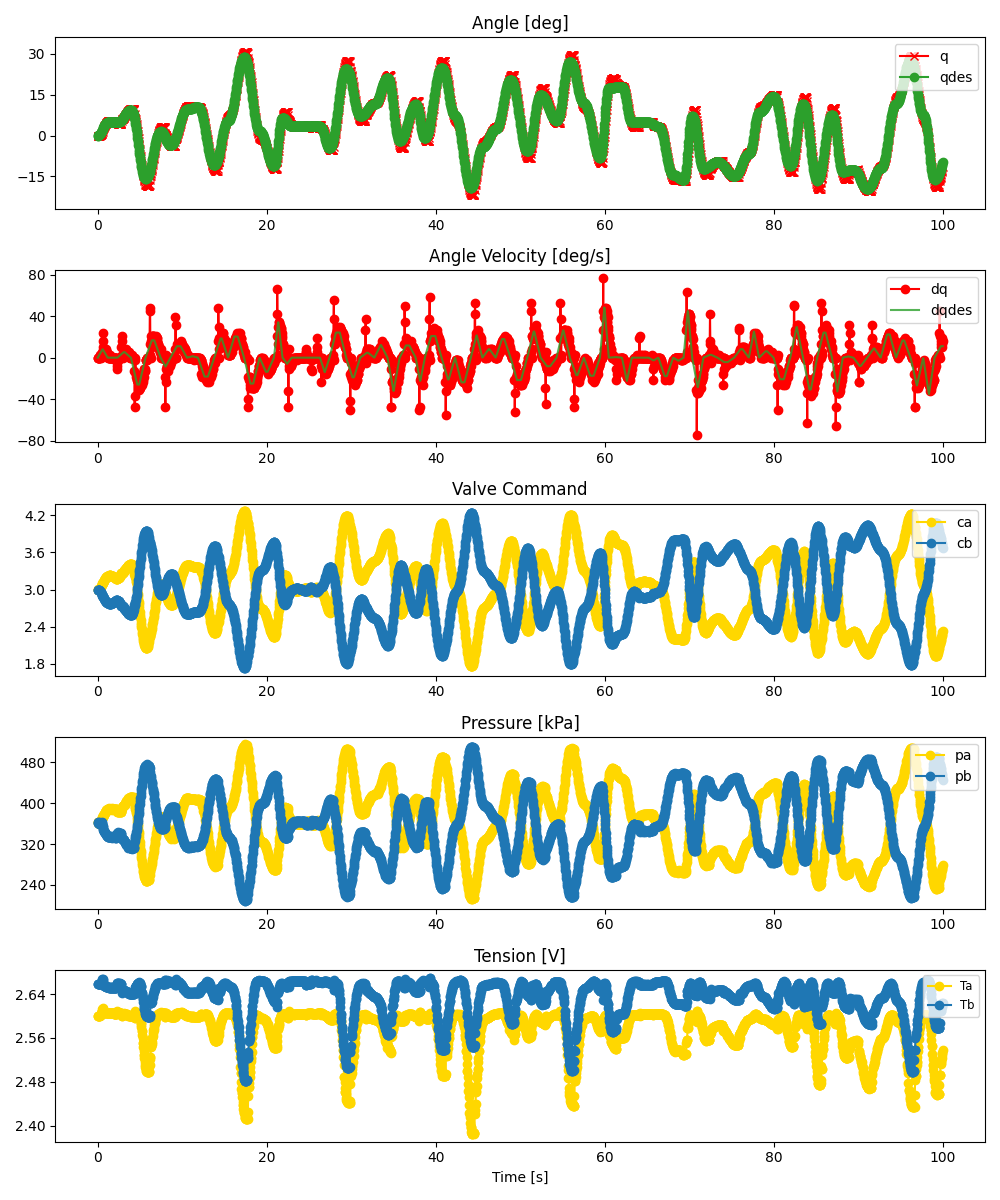 Angle [deg]
30
15
0
−15
q
qdes
0 20 40 60 80 100
Angle Velocity [deg/s]
80
40
0
−40
−80
dq
dqdes
0 20 40 60 80 100
Valve Command
4.2
3.6
3.0
2.4
1.8
ca
cb
0 20 40 60 80 100
Pressure [kPa]
480
400
320
240
pa
pb
0 20 40 60 80 100
Tension [V]
2.64
2.56
2.48
2.40
Ta
Tb
0 20 40 60 80 100
Time [s]